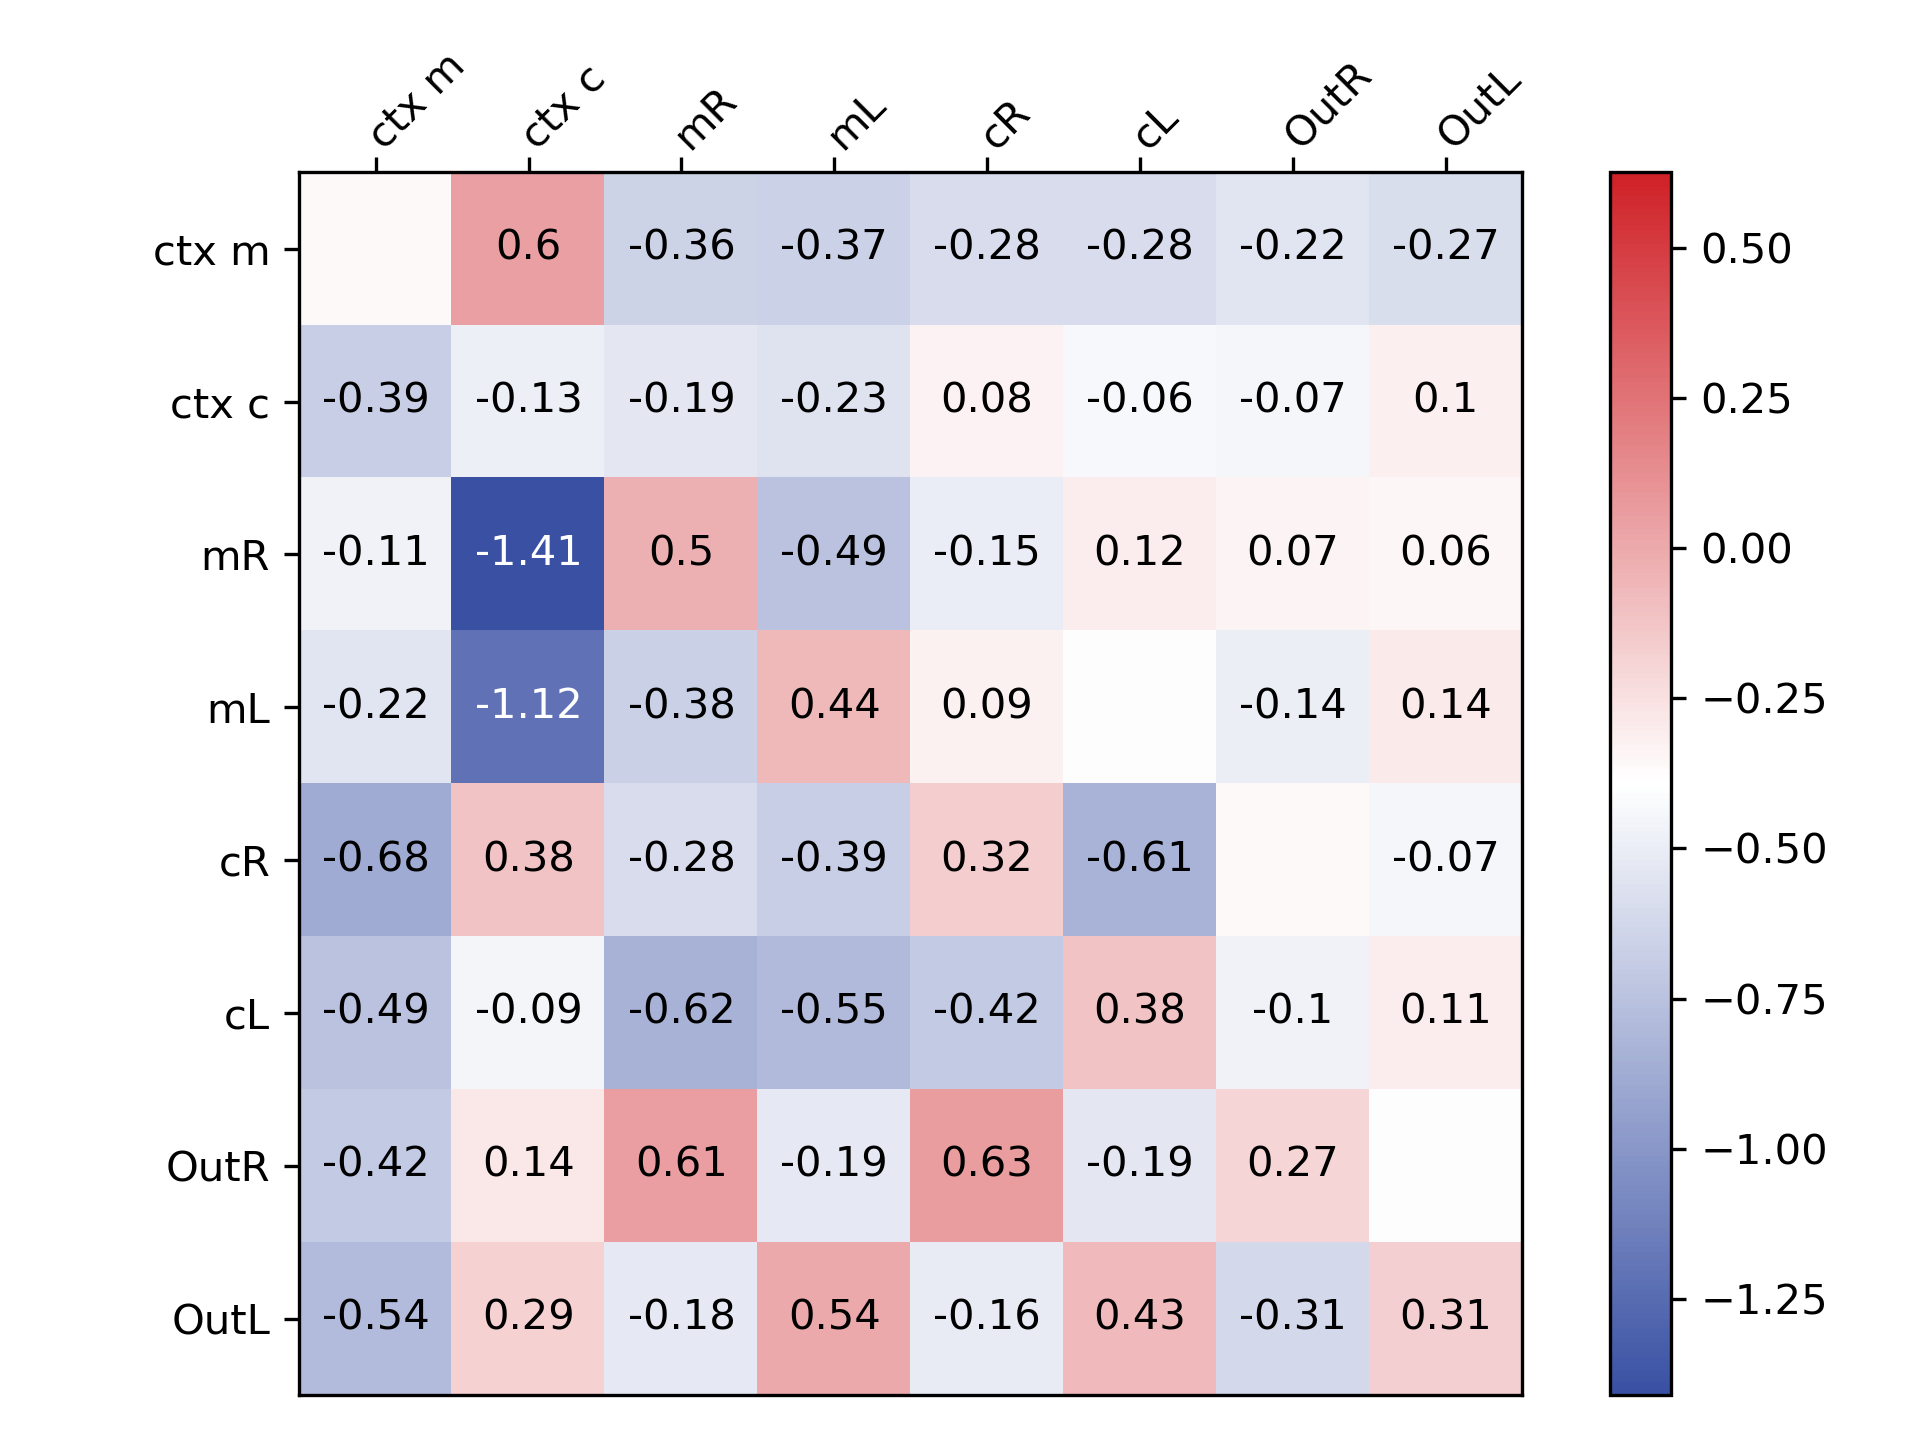 ctx m ctx c mR mL cR cL OutR OutL
ctx m 0.6 -0.36 -0.37 -0.28 -0.28 -0.22 -0.27
ctx c -0.39 -0.13 -0.19 -0.23 0.08 -0.06 -0.07 0.1
mR -0.11 -1.41 0.5 -0.49 -0.15 0.12 0.07 0.06
mL -0.22 -1.12 -0.38 0.44 0.09 -0.14 0.14
cR -0.68 0.38 -0.28 -0.39 0.32 -0.61 -0.07
cL -0.49 -0.09 -0.62 -0.55 -0.42 0.38 -0.1 0.11
OutR -0.42 0.14 0.61 -0.19 0.63 -0.19 0.27
OutL -0.54 0.29 -0.18 0.54 -0.16 0.43 -0.31 0.31
0.50
0.25
0.00
−0.25
−0.50
−0.75
−1.00
−1.25